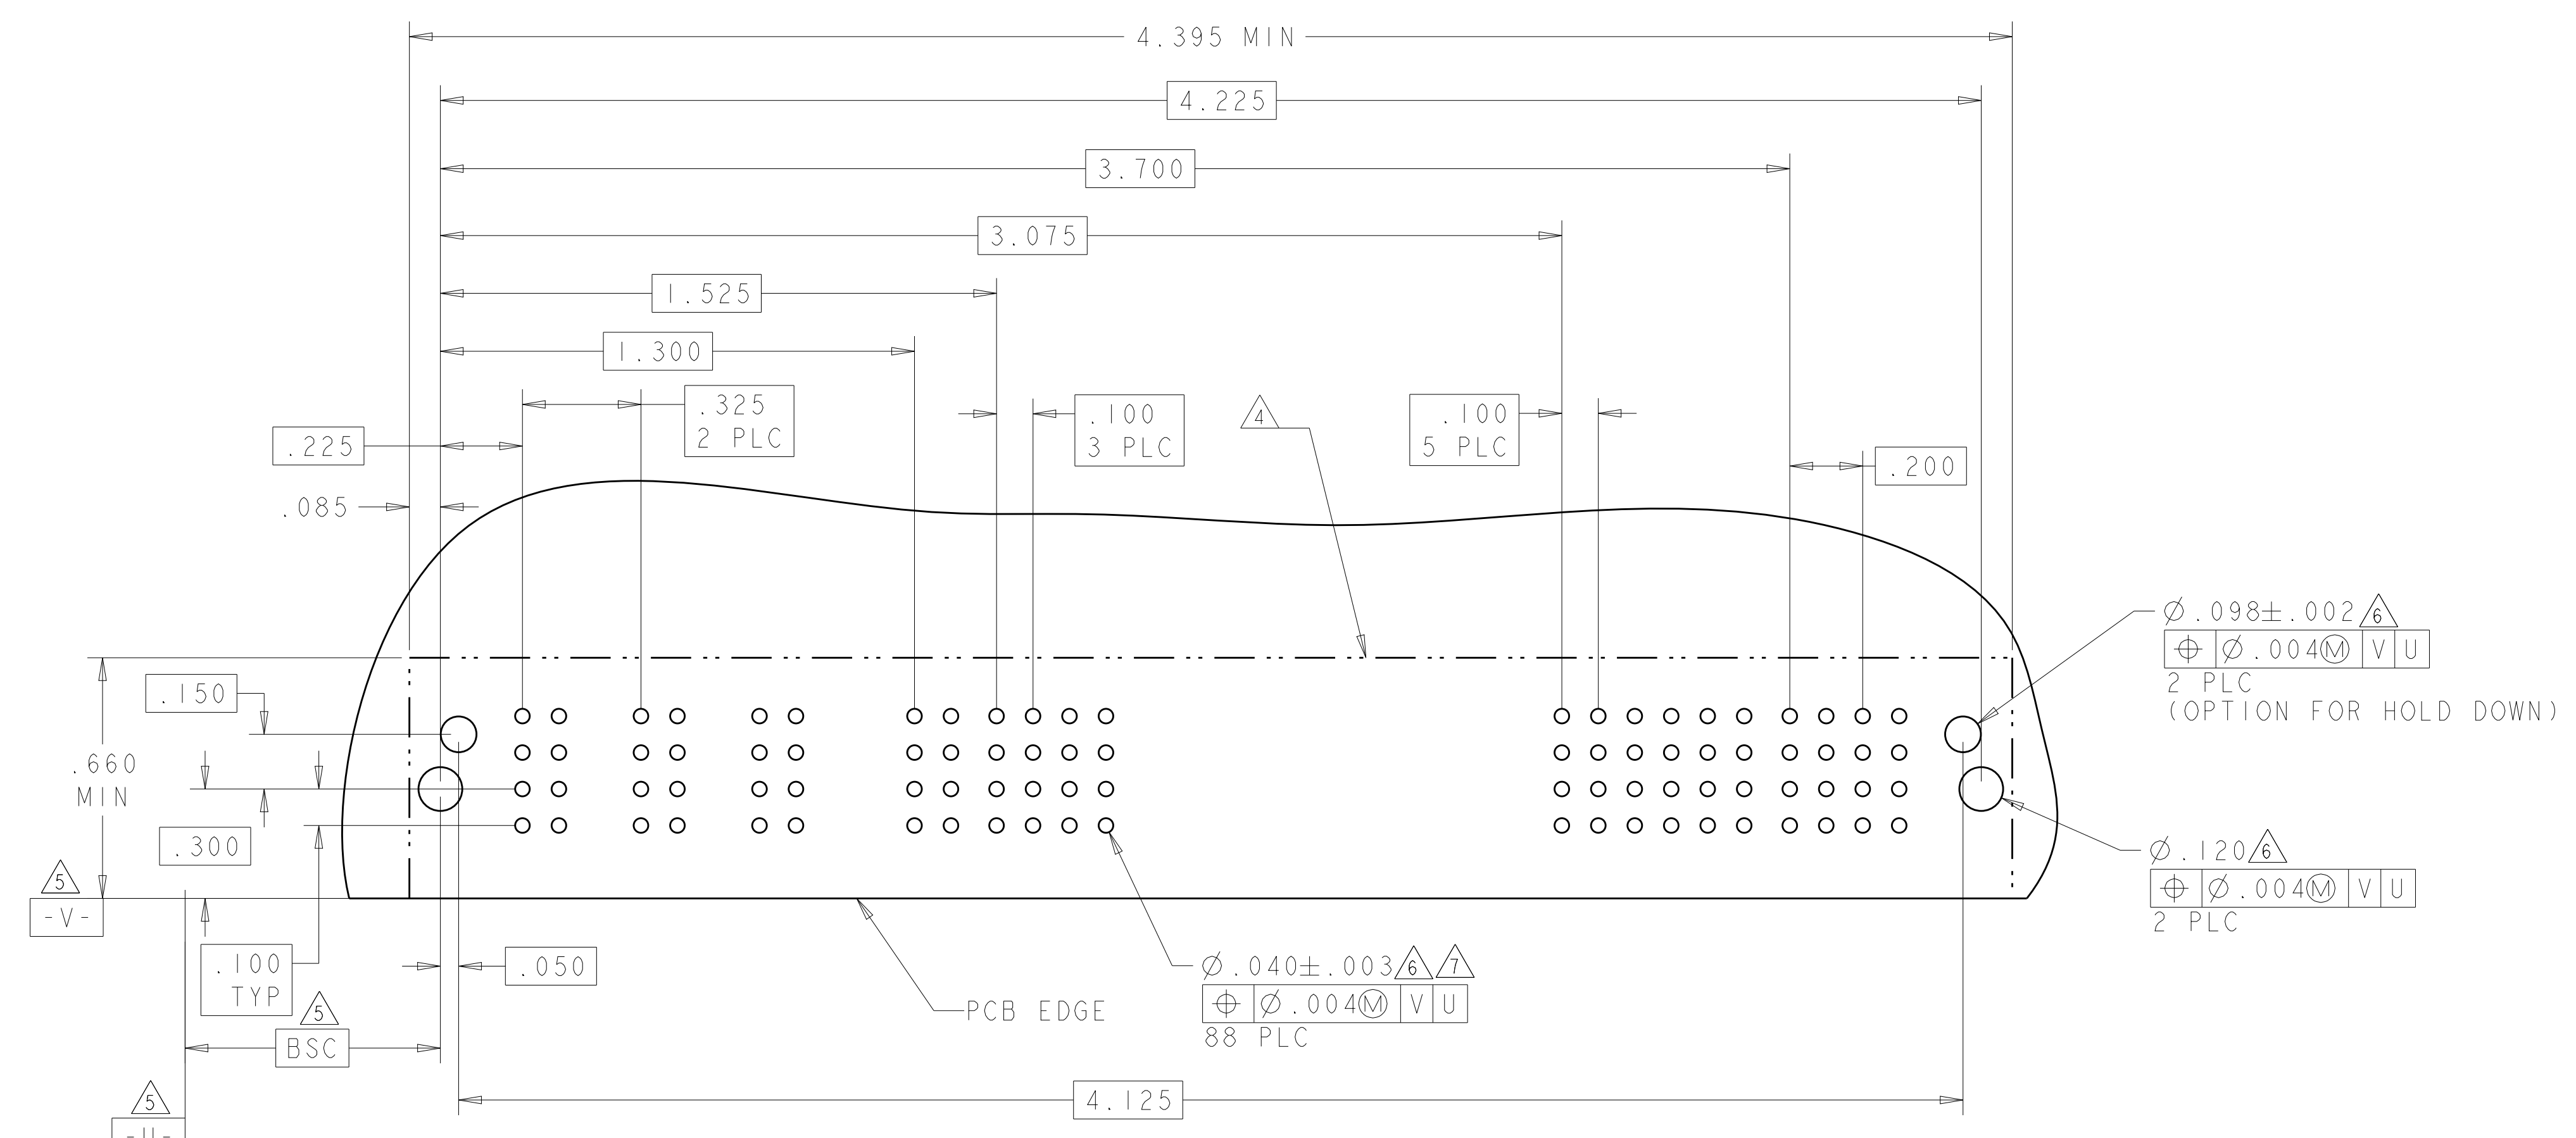 4.395 MIN
4.225
3.700
3.075
1.525
1.300
.325
2 PLC
.100
3 PLC
4
.100
5 PLC
.225
.200
.085
Ø.098±.002 6
⌖ Ø.004Ⓜ V U
2 PLC
(OPTION FOR HOLD DOWN)
.150
.660
MIN
.300
Ø.120 6
⌖ Ø.004Ⓜ V U
2 PLC
5
-V-
.100
TYP
.050
Ø.040±.003 6 7
⌖ Ø.004Ⓜ V U
88 PLC
PCB EDGE
5
BSC
5
-U-
4.125